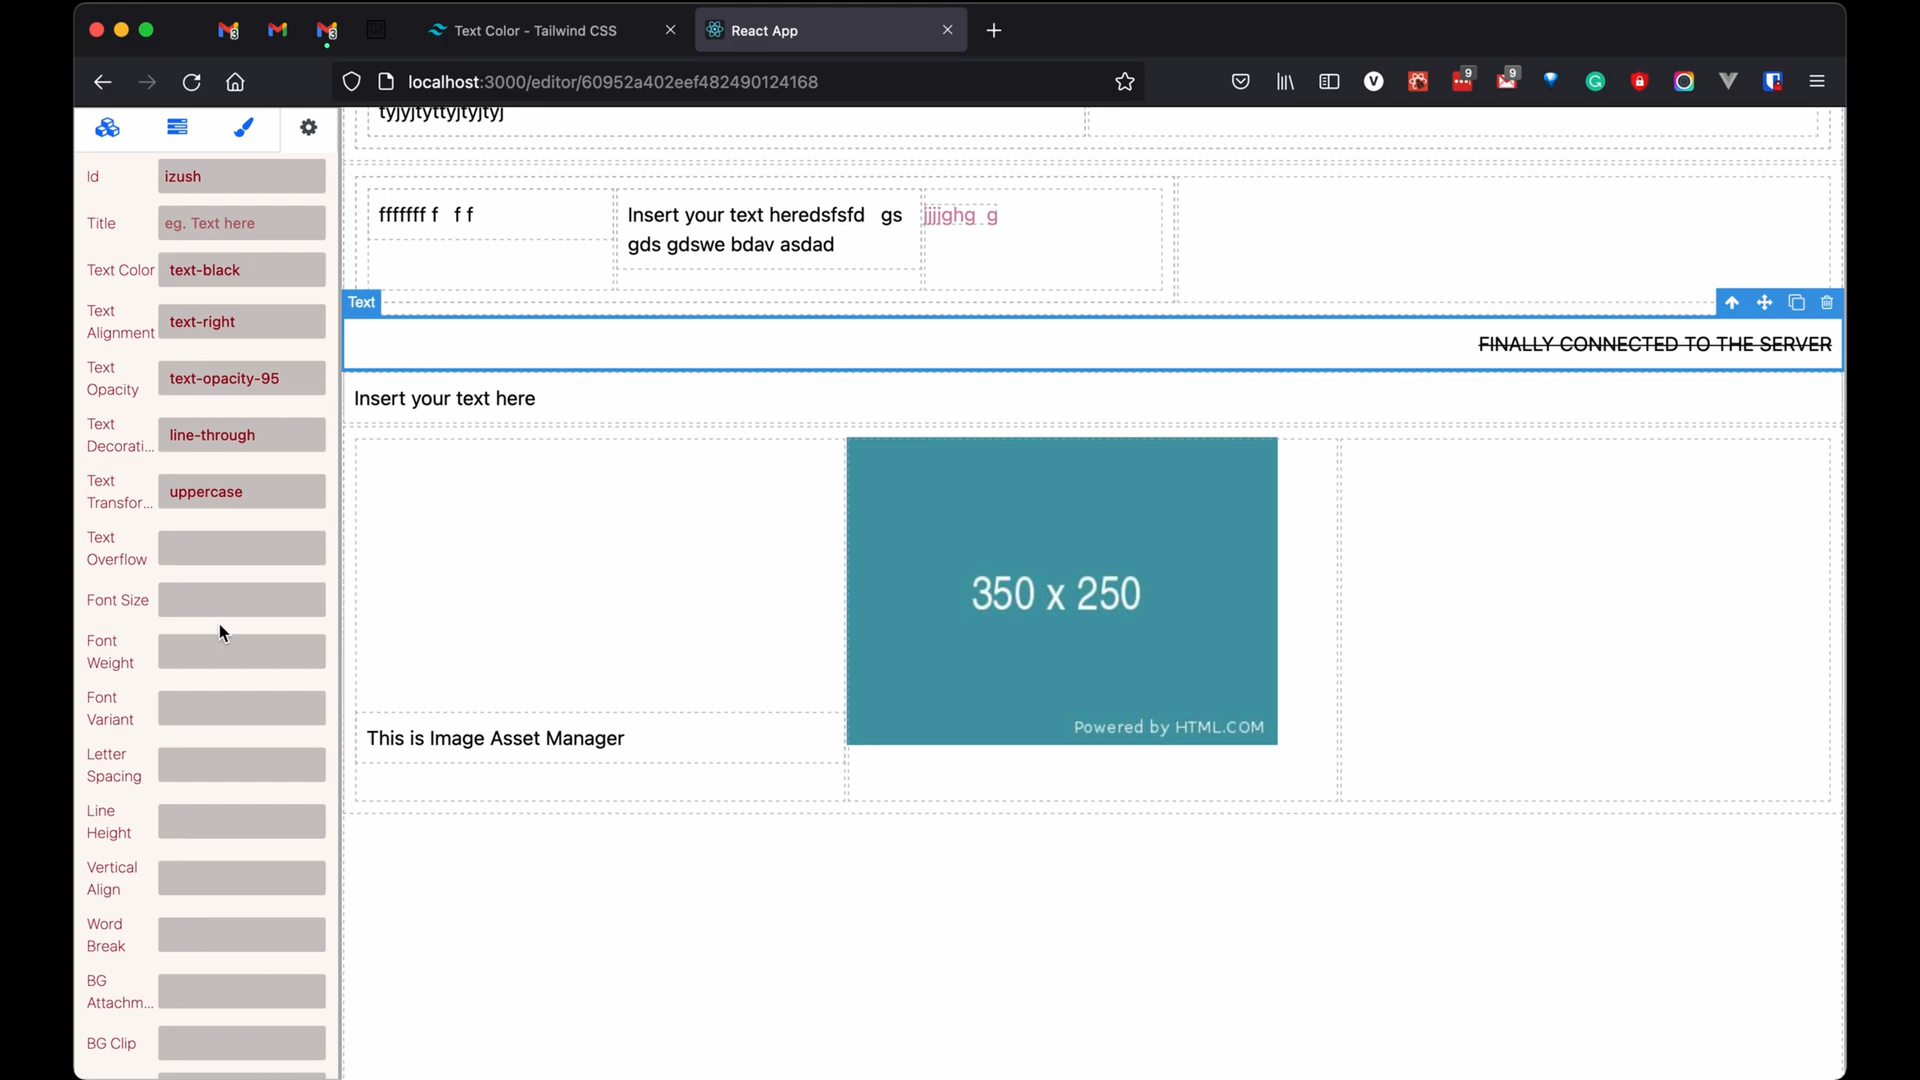 Text Color - Tailwind CSS
React App
localhost:3000/editor/60952a402eef482490124168
3
3
9
9
tyjyjtyttyjtyjtyj
Id
izush
Title
eg. Text here
Text Color
text-black
Text
Alignment
text-right
Text
Opacity
text-opacity-95
Text
Decorati...
line-through
Text
Transfor...
uppercase
Text
Overflow
Font Size
Font
Weight
Font
Variant
Letter
Spacing
Line
Height
Vertical
Align
Word
Break
BG
Attachm...
BG Clip
fffffff f f f
Insert your text heredsfsfd gs
gds gdswe bdav asdad
jjjjghg g
Text
FINALLY CONNECTED TO THE SERVER
Insert your text here
350 x 250
Powered by HTML.COM
This is Image Asset Manager